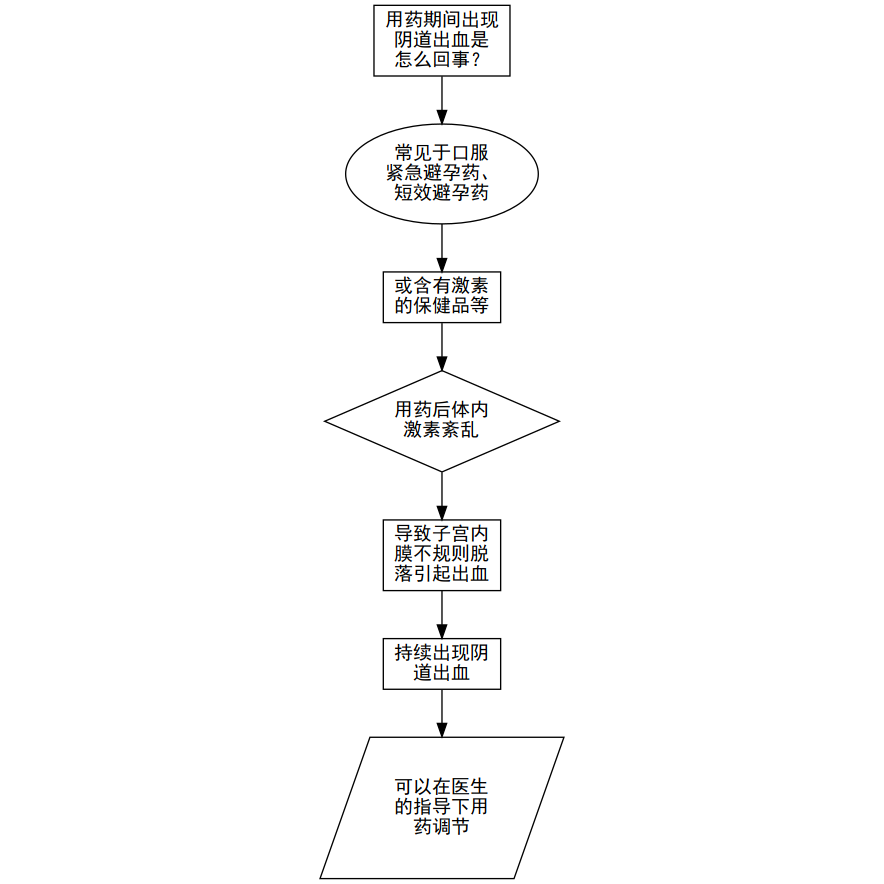 用药期间出现
阴道出血是
怎么回事？
常见于口服
紧急避孕药、
短效避孕药
或含有激素
的保健品等
用药后体内
激素紊乱
导致子宫内
膜不规则脱
落引起出血
持续出现阴
道出血
可以在医生
的指导下用
药调节